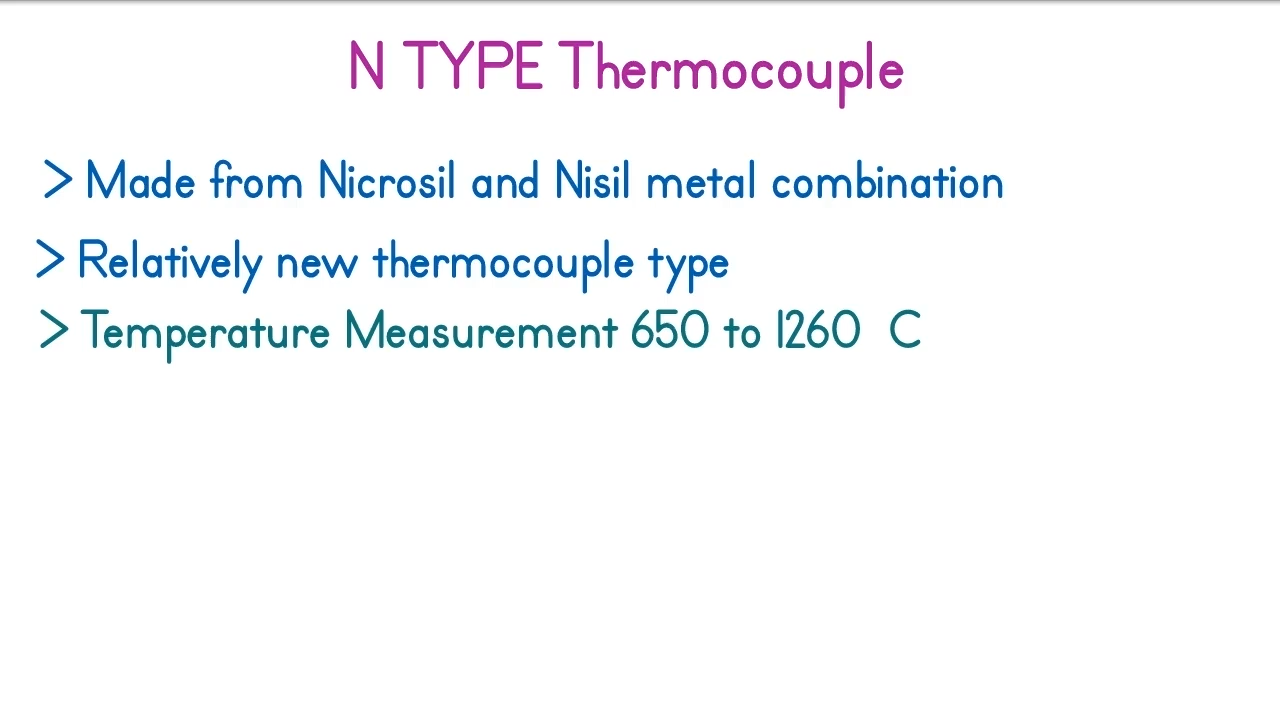 N TYPE Thermocouple
> Made from Nicrosil and Nisil metal combination
> Relatively new thermocouple type
> Temperature Measurement 650 to 1260 C